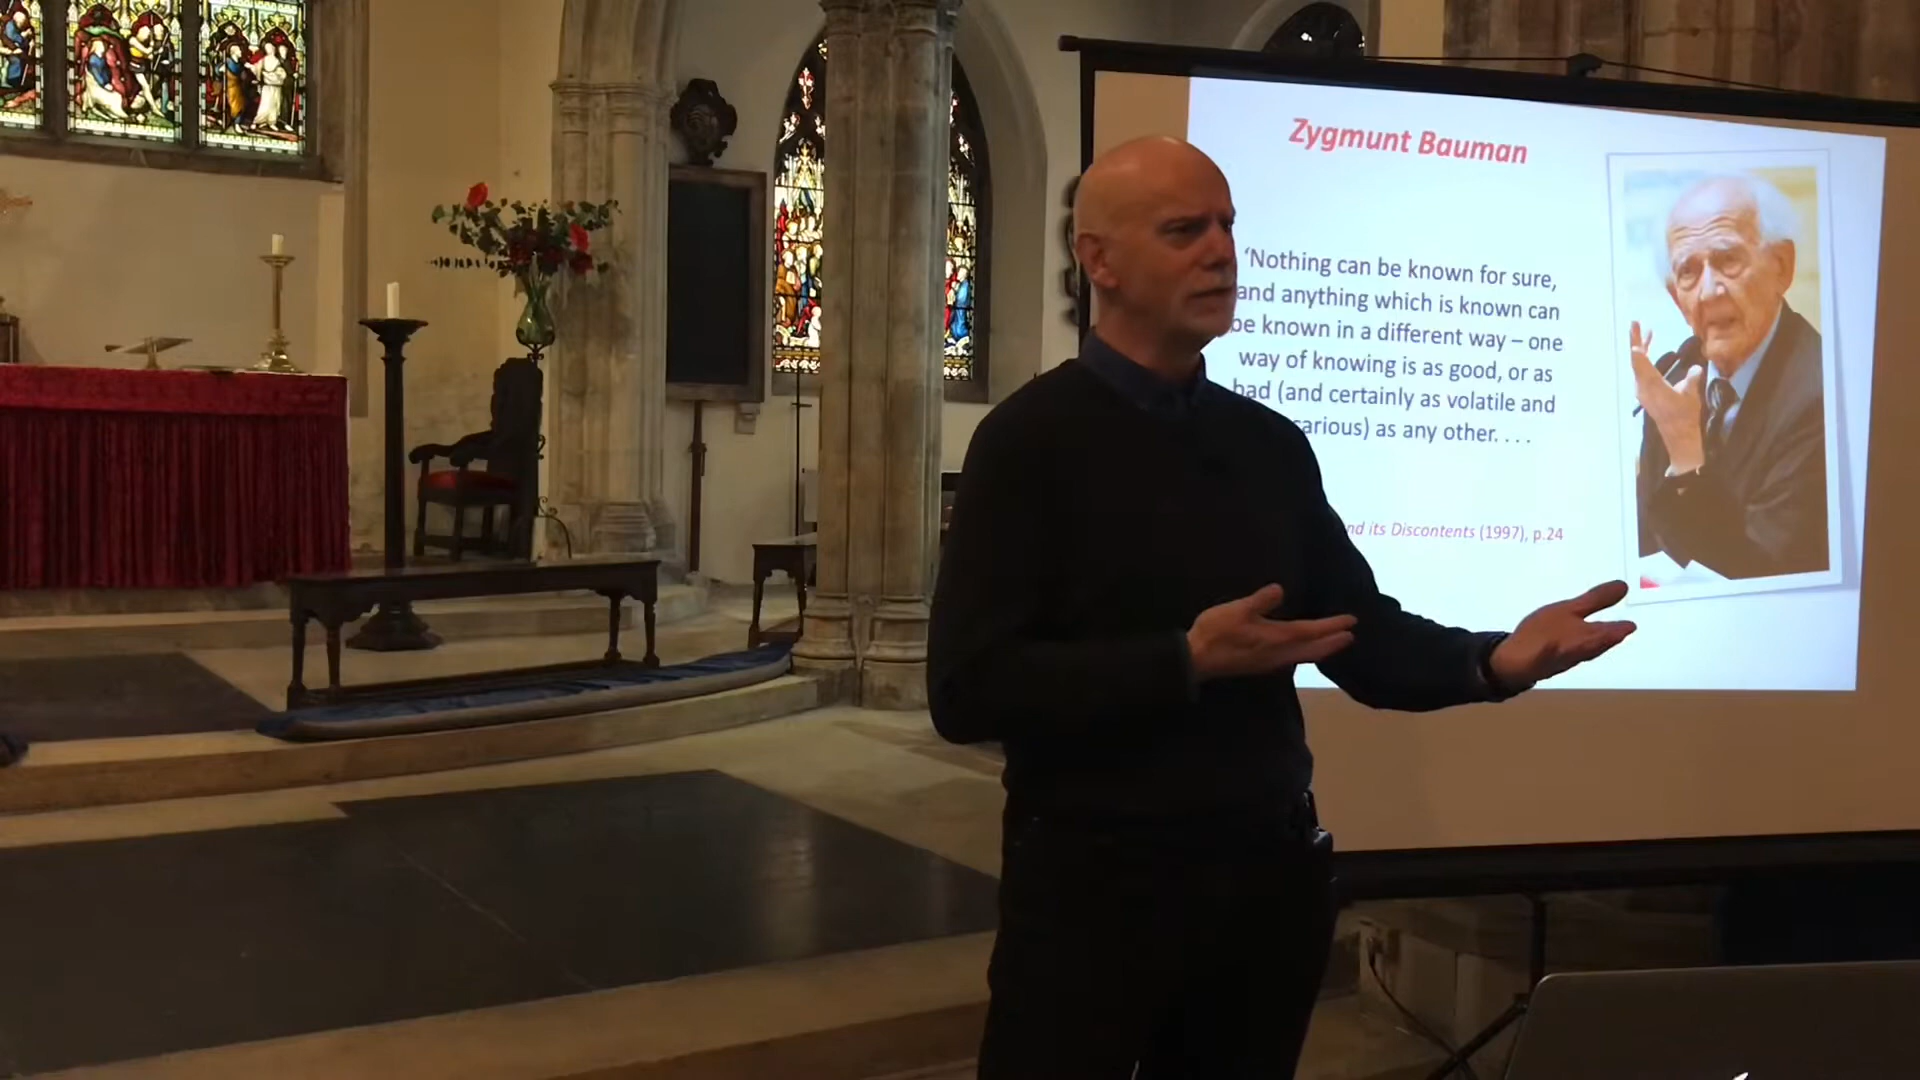 Zygmunt Bauman
‘Nothing can be known for sure,
and anything which is known can
be known in a different way – one
way of knowing is as good, or as
bad (and certainly as volatile and
carious) as any other. . . .
nd its Discontents (1997), p.24